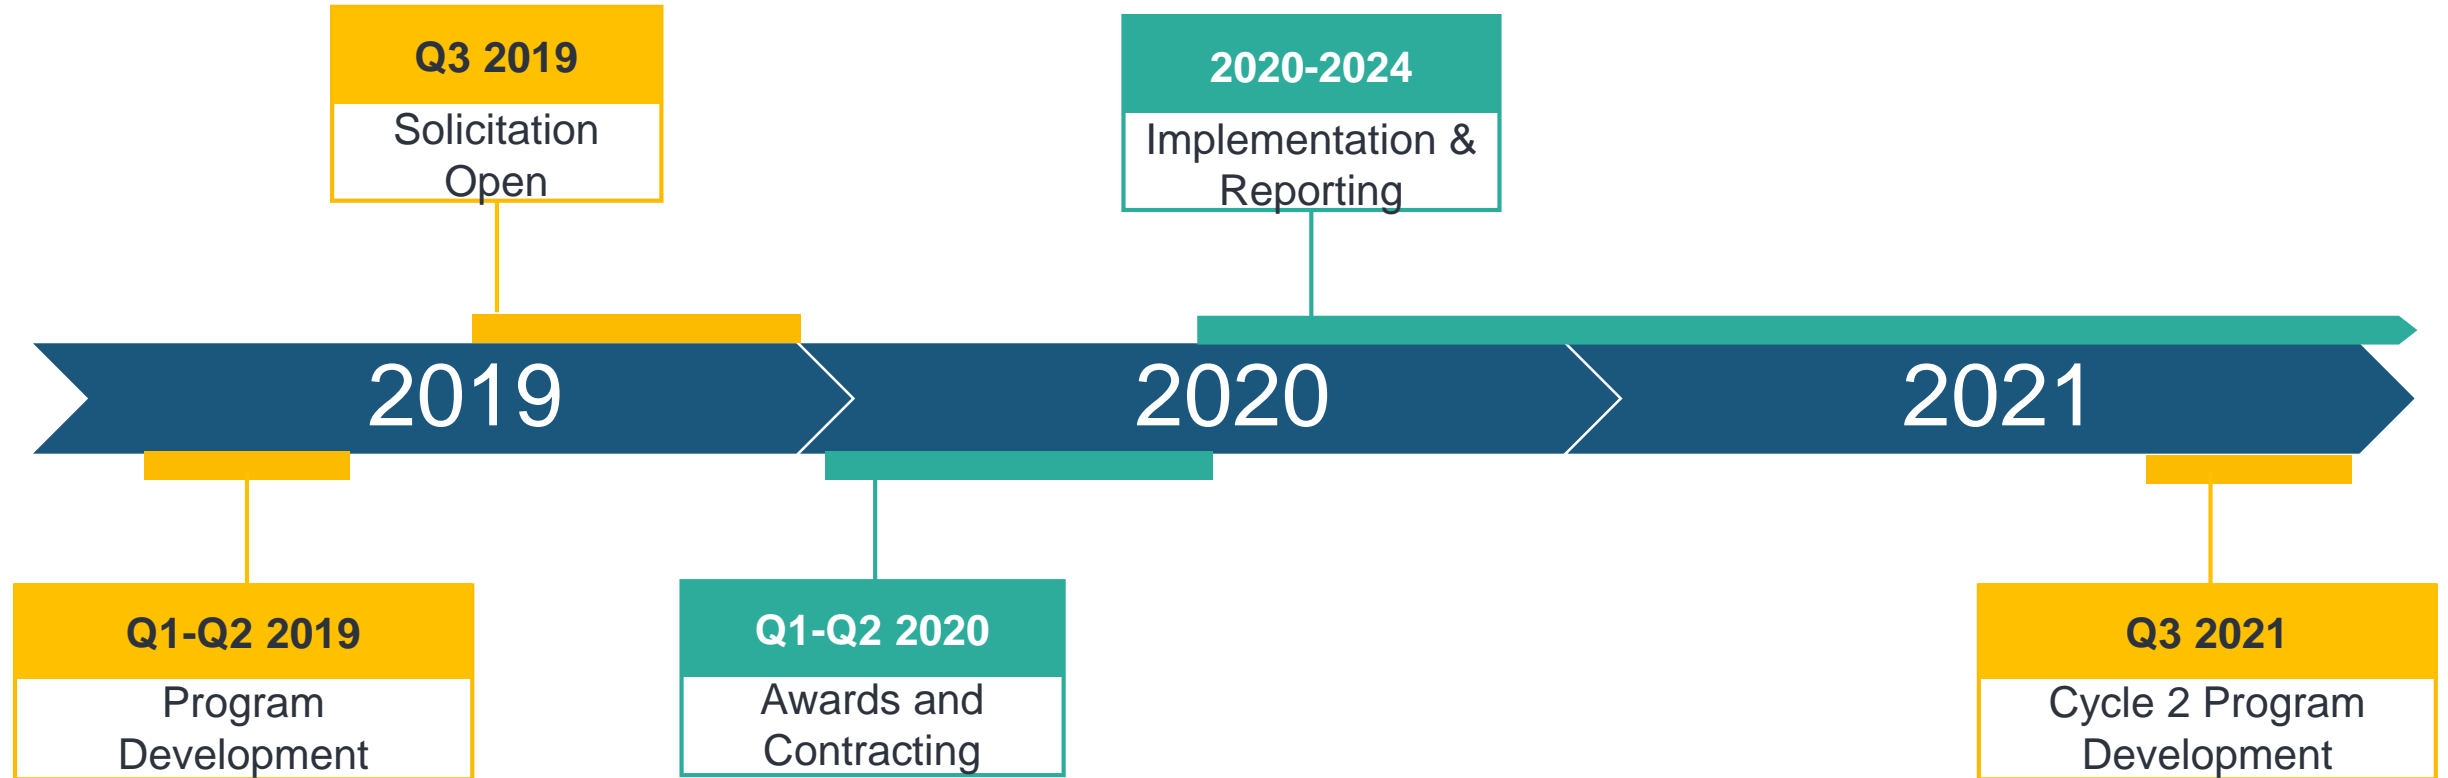 Q3 2019
Solicitation
Open
2020-2024
Implementation &
Reporting
2019
2020
2021
Q1-Q2 2019
Program
Development
Q1-Q2 2020
Awards and
Contracting
Q3 2021
Cycle 2 Program
Development